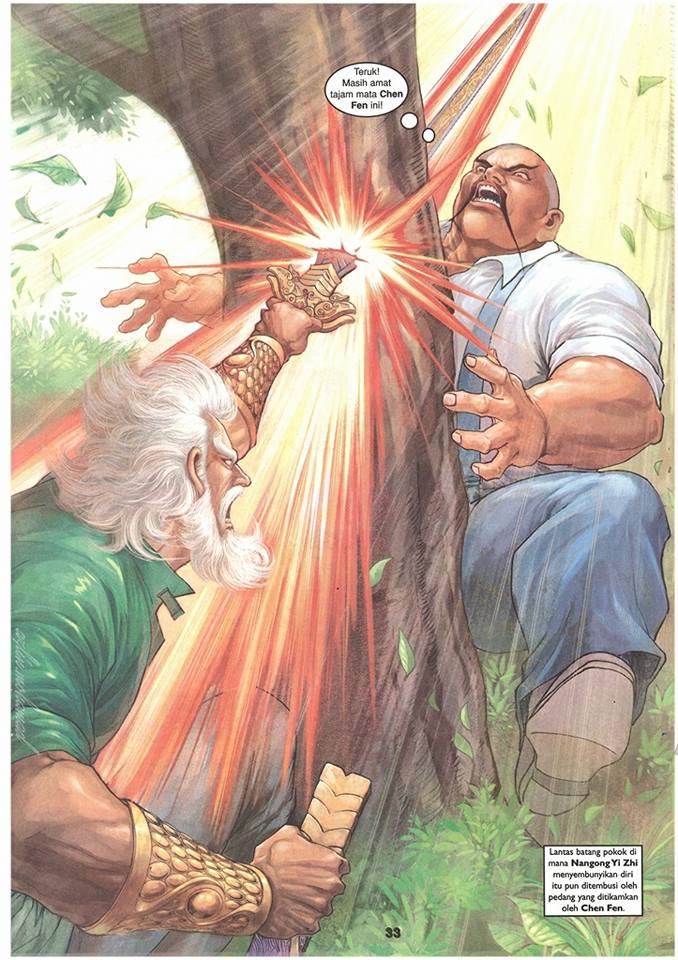 Teruk!
Masih amat
tajam mata Chen
Fen ini!
Lantas batang pokok di
mana Nangong Yi Zhi
menyembunyikan diri
itu pun ditembusi oleh
pedang yang ditikamkan
oleh Chen Fen.
33